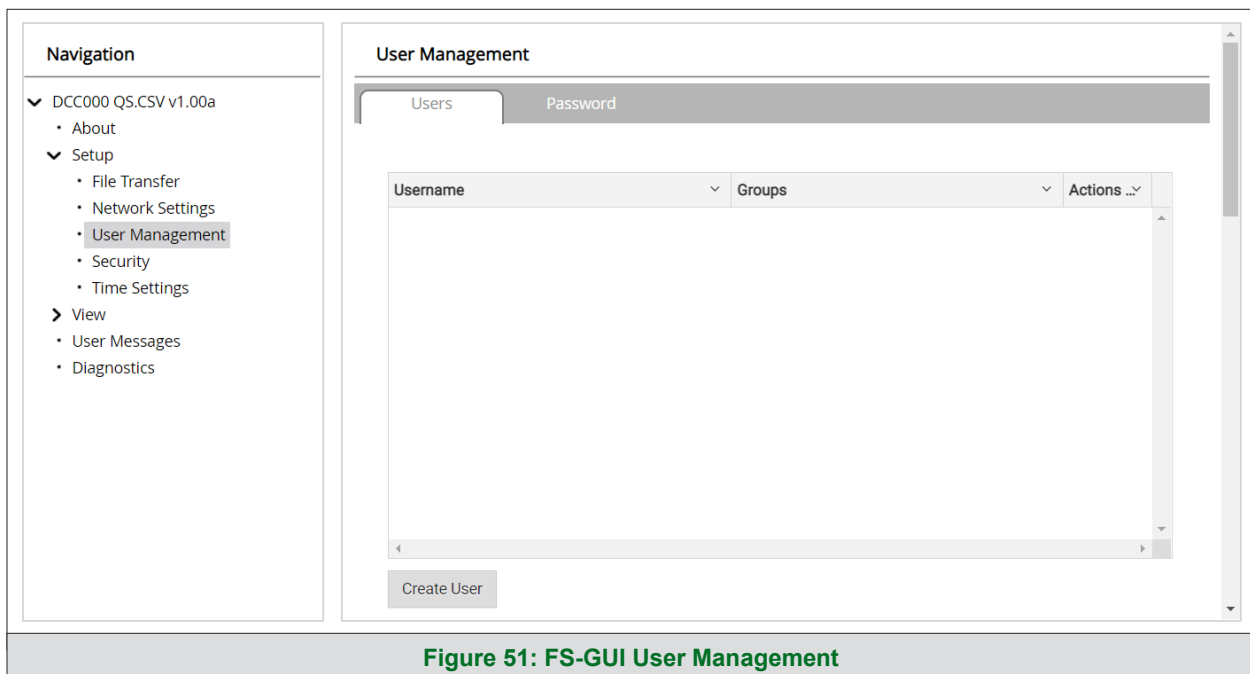 Navigation
DCC000 QS.CSV v1.00a
• About
Setup
• File Transfer
• Network Settings
• User Management
• Security
• Time Settings
View
• User Messages
• Diagnostics
User Management
Users Password
Username Groups Actions ...
Create User
Figure 51: FS-GUI User Management